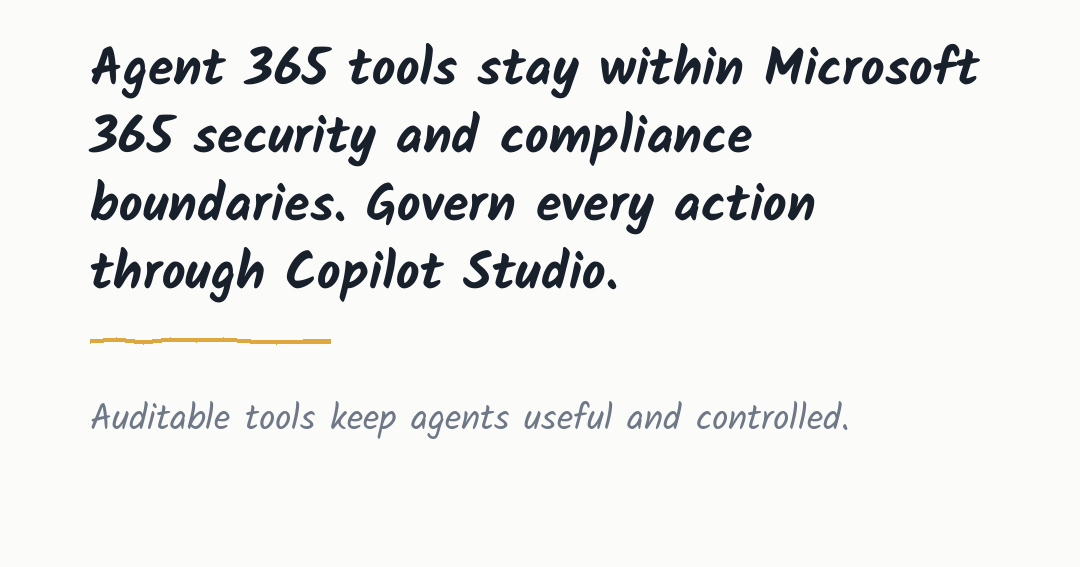 Agent 365 tools stay within Microsoft
365 security and compliance
boundaries. Govern every action
through Copilot Studio.
Auditable tools keep agents useful and controlled.